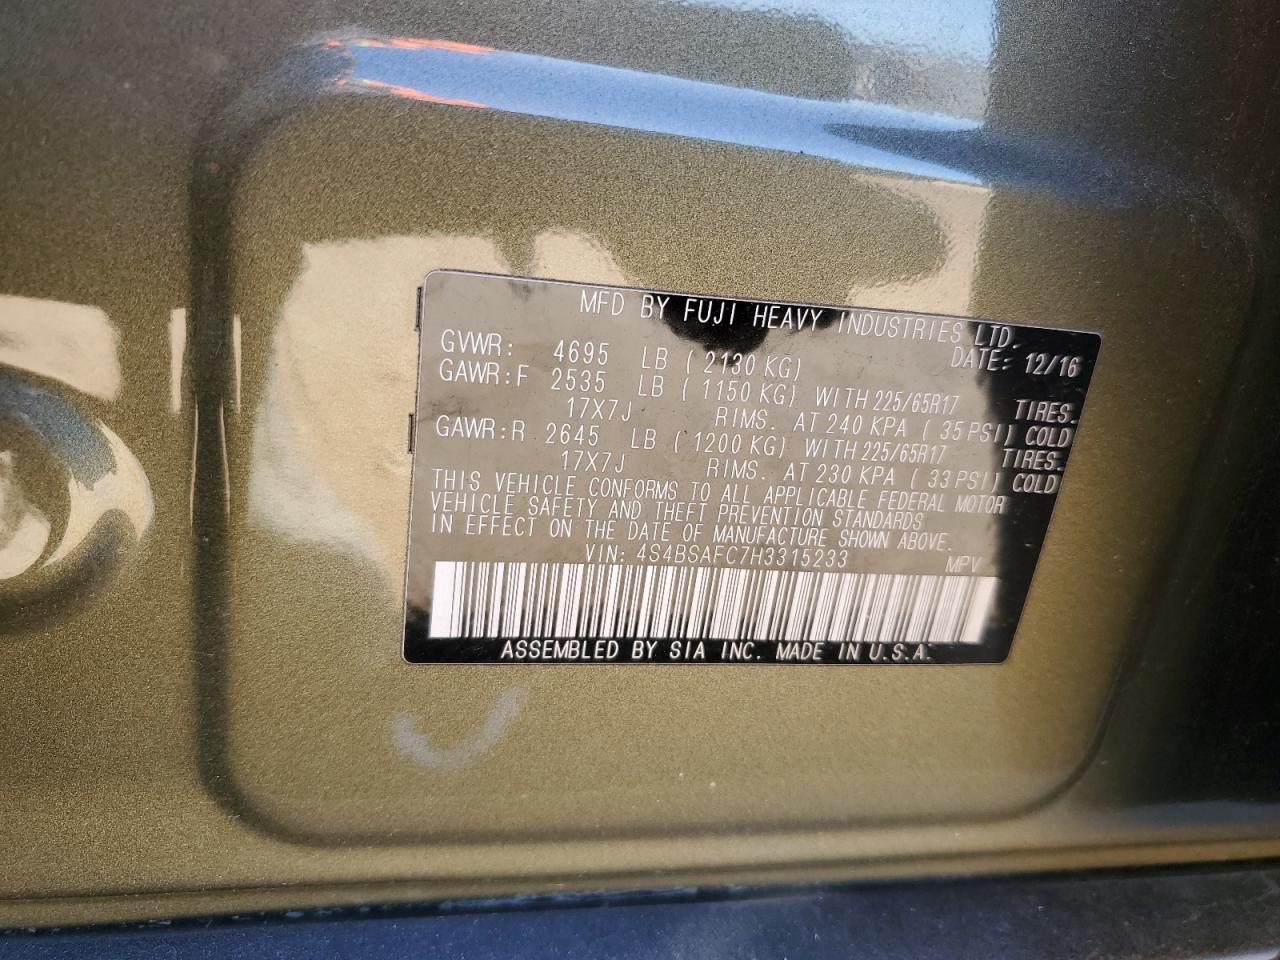 MFD BY FUJI HEAVY INDUSTRIES LTD.
DATE: 12/16
GVWR: 4695 LB ( 2130 KG)
GAWR:F 2535 LB ( 1150 KG) WITH 225/65R17 TIRES.
17X7J RIMS. AT 240 KPA ( 35PSI) COLD
GAWR:R 2645 LB ( 1200 KG) WITH 225/65R17 TIRES.
17X7J RIMS. AT 230 KPA ( 33PSI) COLD
THIS VEHICLE CONFORMS TO ALL APPLICABLE FEDERAL MOTOR
VEHICLE SAFETY AND THEFT PREVENTION STANDARDS
IN EFFECT ON THE DATE OF MANUFACTURE SHOWN ABOVE.
VIN: 4S4BSAFC7H3315233 MPV
ASSEMBLED BY SIA INC. MADE IN U.S.A.